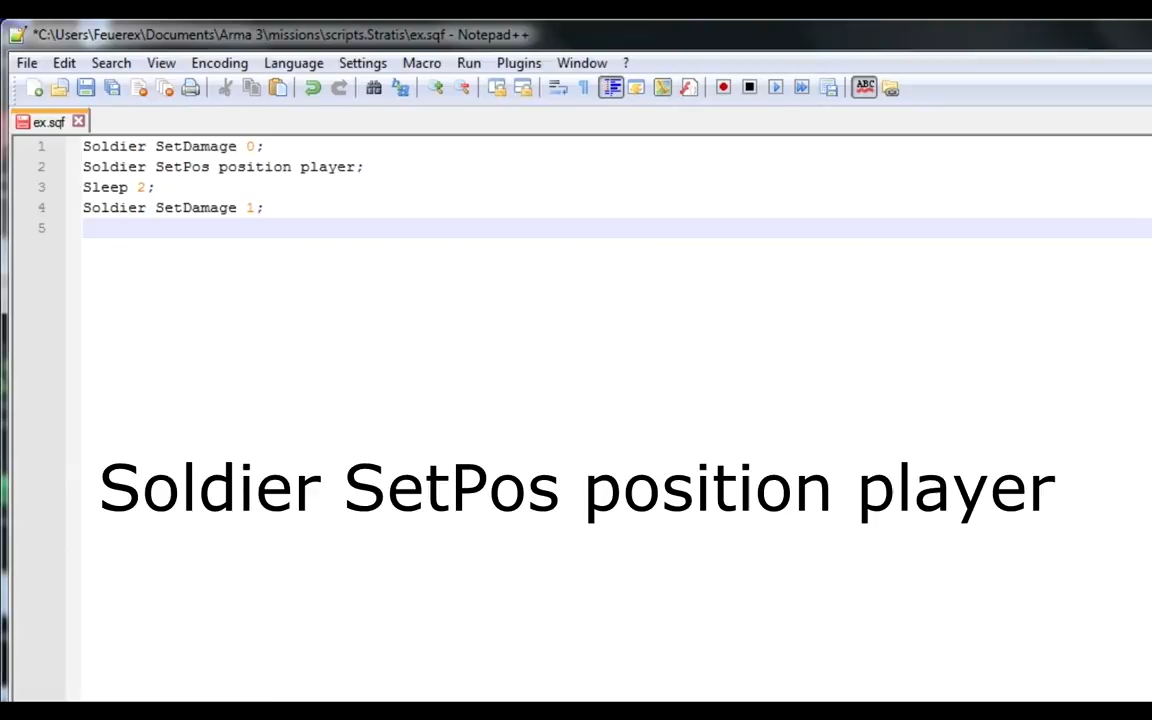 *C:\Users\Feuerex\Documents\Arma 3\missions\scripts.Stratis\ex.sqf - Notepad++
File Edit Search View Encoding Language Settings Macro Run Plugins Window ?
ABC
ex.sqf
1 Soldier SetDamage 0;
2 Soldier SetPos position player;
3 Sleep 2;
4 Soldier SetDamage 1;
5
Soldier SetPos position player